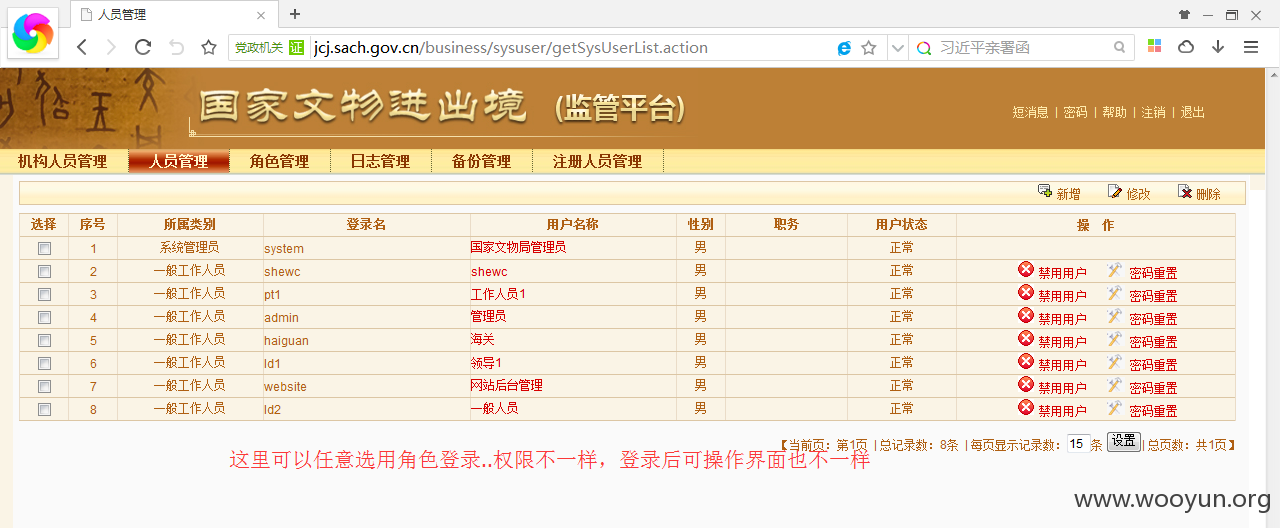 人员管理
党政机关 证 jcj.sach.gov.cn/business/sysuser/getSysUserList.action 习近平亲署函
国家文物进出境 (监管平台)
短消息 | 密码 | 帮助 | 注销 | 退出
机构人员管理 人员管理 角色管理 日志管理 备份管理 注册人员管理
新增 修改 删除
选择 序号 所属类别 登录名 用户名称 性别 职务 用户状态 操 作
1 系统管理员 system 国家文物局管理员 男 正常
2 一般工作人员 shewc shewc 男 正常 禁用用户 密码重置
3 一般工作人员 pt1 工作人员1 男 正常 禁用用户 密码重置
4 一般工作人员 admin 管理员 男 正常 禁用用户 密码重置
5 一般工作人员 haiguan 海关 男 正常 禁用用户 密码重置
6 一般工作人员 ld1 领导1 男 正常 禁用用户 密码重置
7 一般工作人员 website 网站后台管理 男 正常 禁用用户 密码重置
8 一般工作人员 ld2 一般人员 男 正常 禁用用户 密码重置
【当前页：第1页 | 总记录数：8条 | 每页显示记录数：15条 设置 | 总页数：共1页】
这里可以任意选用角色登录..权限不一样，登录后可操作界面也不一样
www.wooyun.org